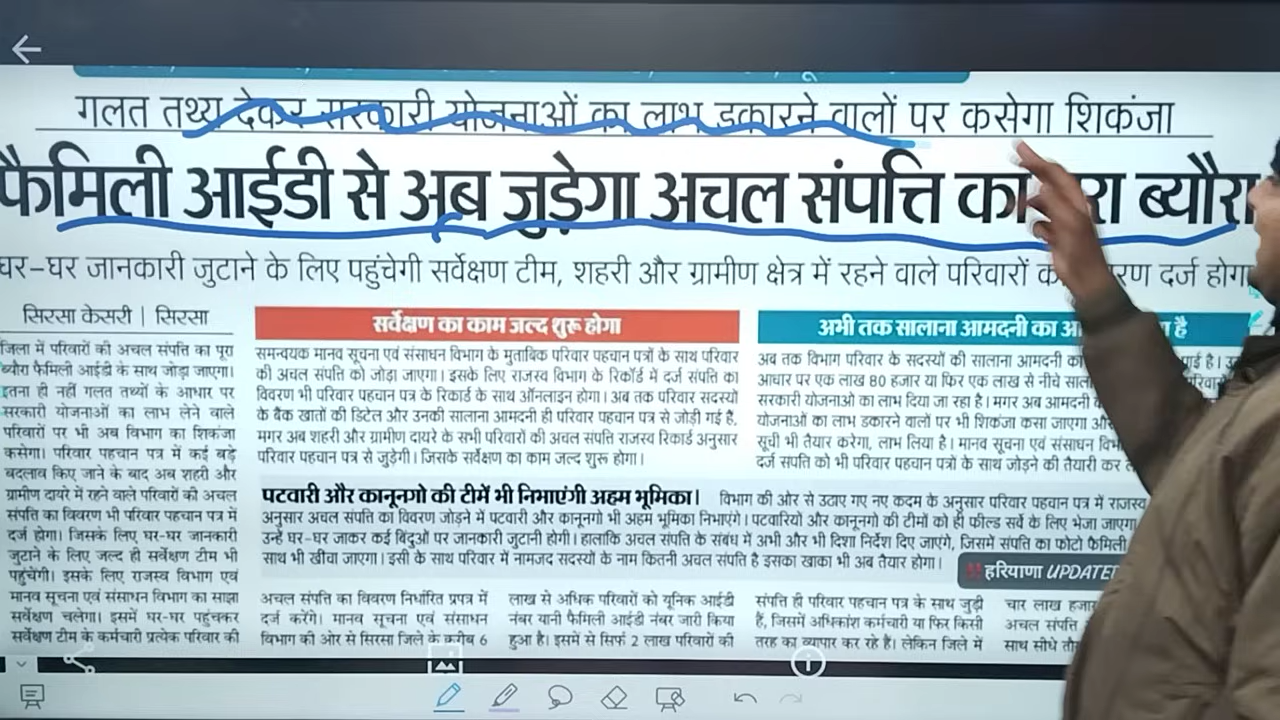 गलत तथ्य देकर सरकारी योजनाओं का लाभ डकारने वालों पर कसेगा शिकंजा
फैमिली आईडी से अब जुड़ेगा अचल संपत्ति का ब्यौरा
घर-घर जानकारी जुटाने के लिए पहुंचेगी सर्वेक्षण टीम, शहरी और ग्रामीण क्षेत्र में रहने वाले परिवारों दर्ज होगा
सिरसा केसरी | सिरसा
जिला में परिवारों की अचल संपत्ति का पूरा
ब्यौरा फैमिली आईडी के साथ जोड़ा जाएगा।
इतना ही नहीं गलत तथ्यों के आधार पर
सरकारी योजनाओं का लाभ लेने वाले
परिवारों पर भी अब विभाग का शिकंजा
कसेगा। परिवार पहचान पत्र में कई बड़े
बदलाव किए जाने के बाद अब शहरी और
ग्रामीण दायरे में रहने वाले परिवारों की अचल
संपत्ति का विवरण भी परिवार पहचान पत्र में
दर्ज होगा। जिसके लिए घर-घर जानकारी
जुटाने के लिए जल्द ही सर्वेक्षण टीम भी
पहुंचेगी। इसके लिए राजस्व विभाग एवं
मानव सूचना एवं संसाधन विभाग का साझा
सर्वेक्षण चलेगा। इसमें घर-घर पहुंचकर
सर्वेक्षण टीम के कर्मचारी प्रत्येक परिवार की
सर्वेक्षण का काम जल्द शुरू होगा
समन्वयक मानव सूचना एवं संसाधन विभाग के मुताबिक परिवार पहचान पत्रों के साथ परिवार
की अचल संपत्ति को जोड़ा जाएगा। इसके लिए राजस्व विभाग के रिकॉर्ड में दर्ज संपत्ति का
विवरण भी परिवार पहचान पत्र के रिकार्ड के साथ ऑनलाइन होगा। अब तक परिवार सदस्यों
के बैंक खातों की डिटेल और उनकी सालाना आमदनी ही परिवार पहचान पत्र से जोड़ी गई है,
मगर अब शहरी और ग्रामीण दायरे के सभी परिवारों की अचल संपत्ति राजस्व रिकार्ड अनुसार
परिवार पहचान पत्र से जुड़ेगी। जिसके सर्वेक्षण का काम जल्द शुरू होगा।
अभी तक सालाना आमदनी का है
अब तक विभाग परिवार के सदस्यों की सालाना आमदनी है।
आधार पर एक लाख 80 हजार या फिर एक लाख से नीचे
सरकारी योजनाओ का लाभ दिया जा रहा है। मगर अब आमदनी
योजनाओं का लाभ डकारने वालों पर भी शिकंजा कसा जाएगा
सूची भी तैयार करेगा, लाभ लिया है। मानव सूचना एवं संसाधन
दर्ज सपति को भी परिवार पहचान पत्रों के साथ जोड़ने की तैयारी कर
पटवारी और कानूनगो की टीमें भी निभाएंगी अहम भूमिका। विभाग की ओर से उठाए गए नए कदम के अनुसार परिवार पहचान पत्र में राजस्व
अनुसार अचल संपति का विवरण जोड़ने में पटवारी और कानूनगो भी अहम भूमिका निभाएंगे। पटवारियों और कानूनगो की टीमों को ही फील्ड सर्वे के लिए भेजा जाएगा
उन्हें घर-घर जाकर कई बिंदुओं पर जानकारी जुटानी होगी। हालाकि अचल संपति के संबंध में अभी और भी दिशा निर्देश दिए जाएंगे, जिसमें संपति का फोटो फैमिली
साथ भी खींचा जाएगा। इसी के साथ परिवार में नामजद सदस्यों के नाम कितनी अचल संपति है इसका खाका भी अब तैयार होगा।
हरियाणा UPDATE
अचल संपत्ति का विवरण निर्धारित प्रपत्र में
दर्ज करेंगे। मानव सूचना एवं संसाधन
विभाग की ओर से सिरसा जिले के करीब 6
लाख से अधिक परिवारों को यूनिक आईडी
नंबर यानी फैमिली आईडी नंबर जारी किया
हुआ है। इसमें से सिर्फ 2 लाख परिवारों की
संपत्ति ही परिवार पहचान पत्र के साथ जुड़ी
हैं, जिसमें अधिकांश कर्मचारी या फिर किसी
तरह का व्यापार कर रहे हैं। लेकिन जिले में
चार लाख हजार
अचल संपत्ति
साथ सीधे तौर